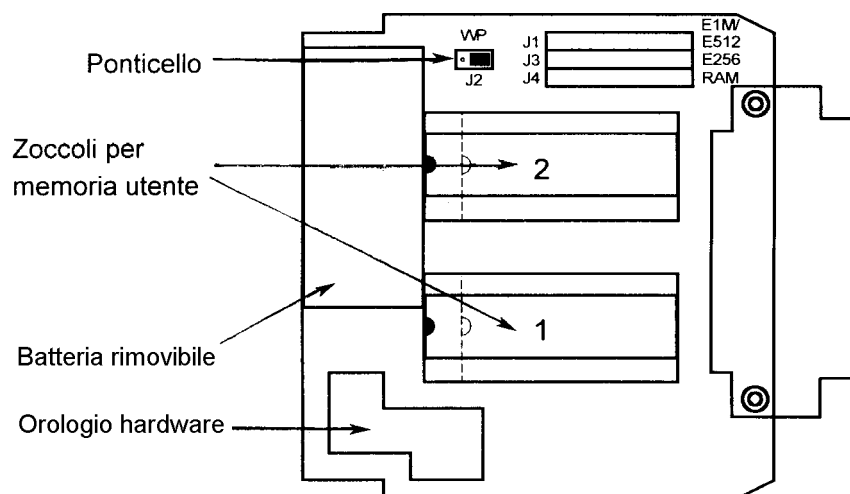 Ponticello
WP
J2
J1
J3
J4
E1M/
E512
E256
RAM
Zoccoli per
memoria utente
2
1
Batteria rimovibile
Orologio hardware